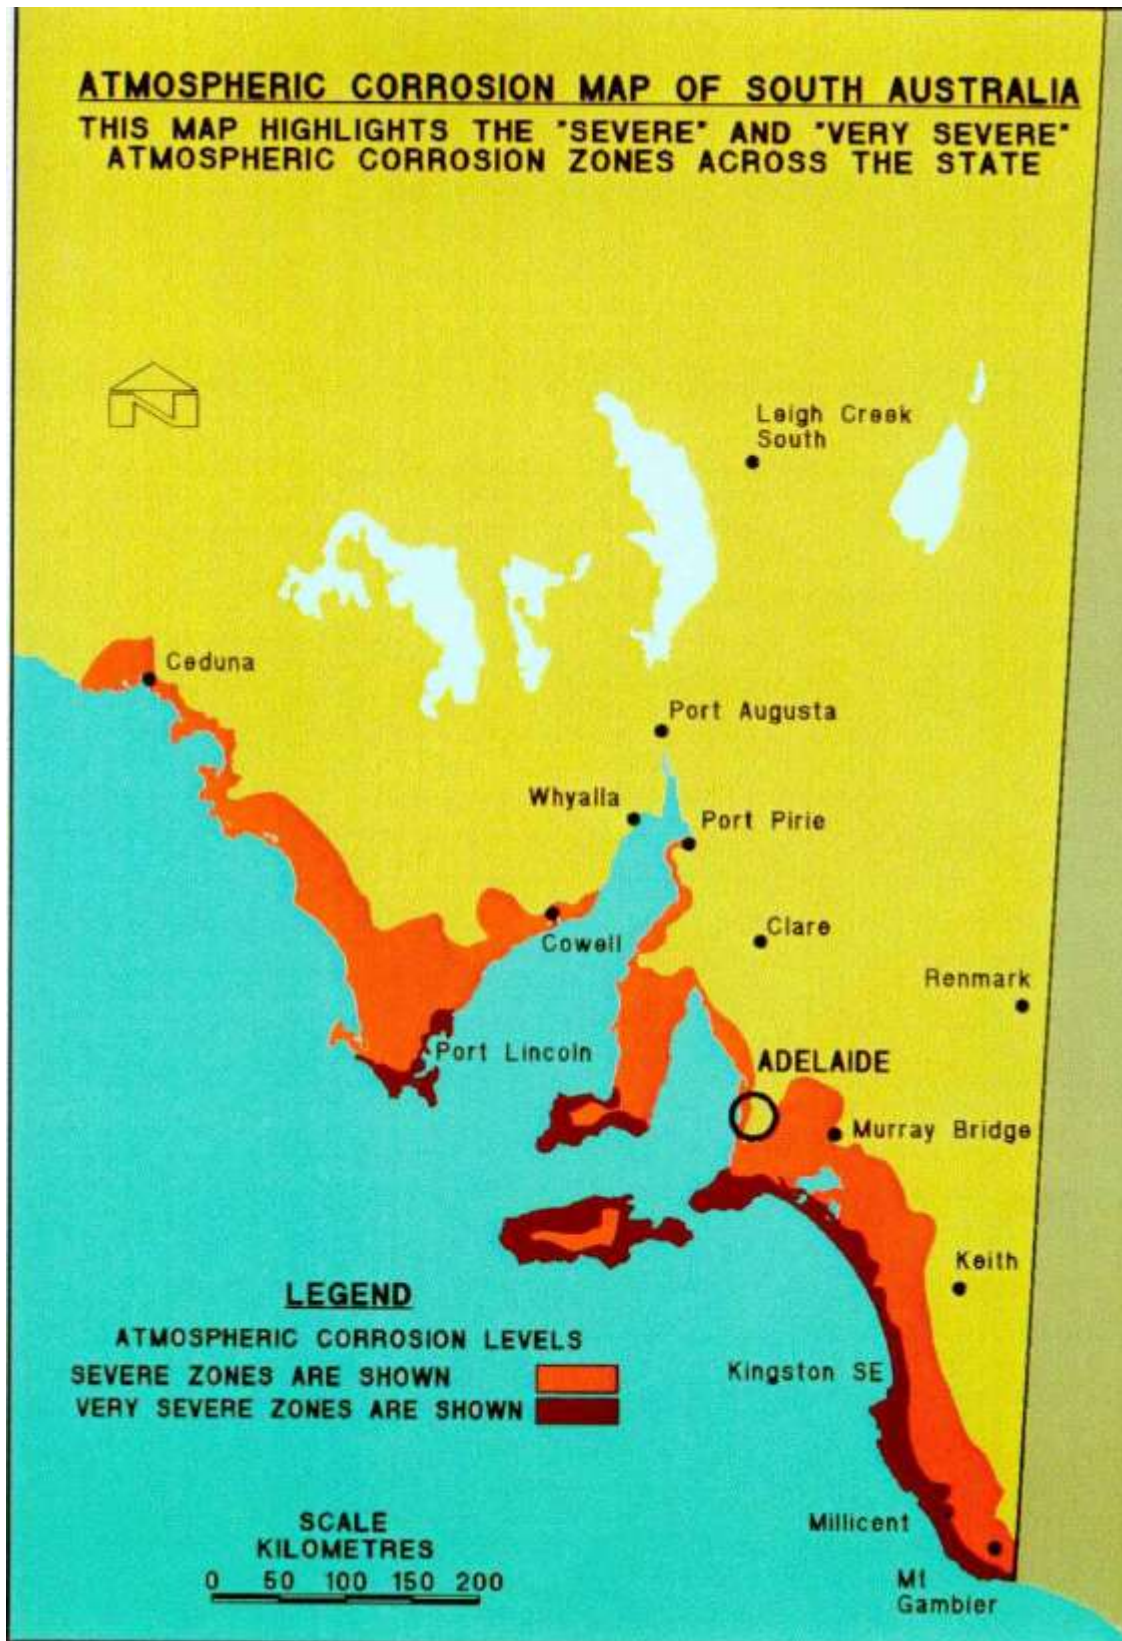 ATMOSPHERIC CORROSION MAP OF SOUTH AUSTRALIA
THIS MAP HIGHLIGHTS THE "SEVERE" AND "VERY SEVERE"
ATMOSPHERIC CORROSION ZONES ACROSS THE STATE
N
Leigh Creek
South
Ceduna
Port Augusta
Whyalla
Port Pirie
Clare
Cowell
Renmark
Port Lincoln
ADELAIDE
Murray Bridge
Keith
LEGEND
ATMOSPHERIC CORROSION LEVELS
SEVERE ZONES ARE SHOWN
VERY SEVERE ZONES ARE SHOWN
Kingston SE
SCALE
KILOMETRES
0 50 100 150 200
Millicent
Mt
Gambier